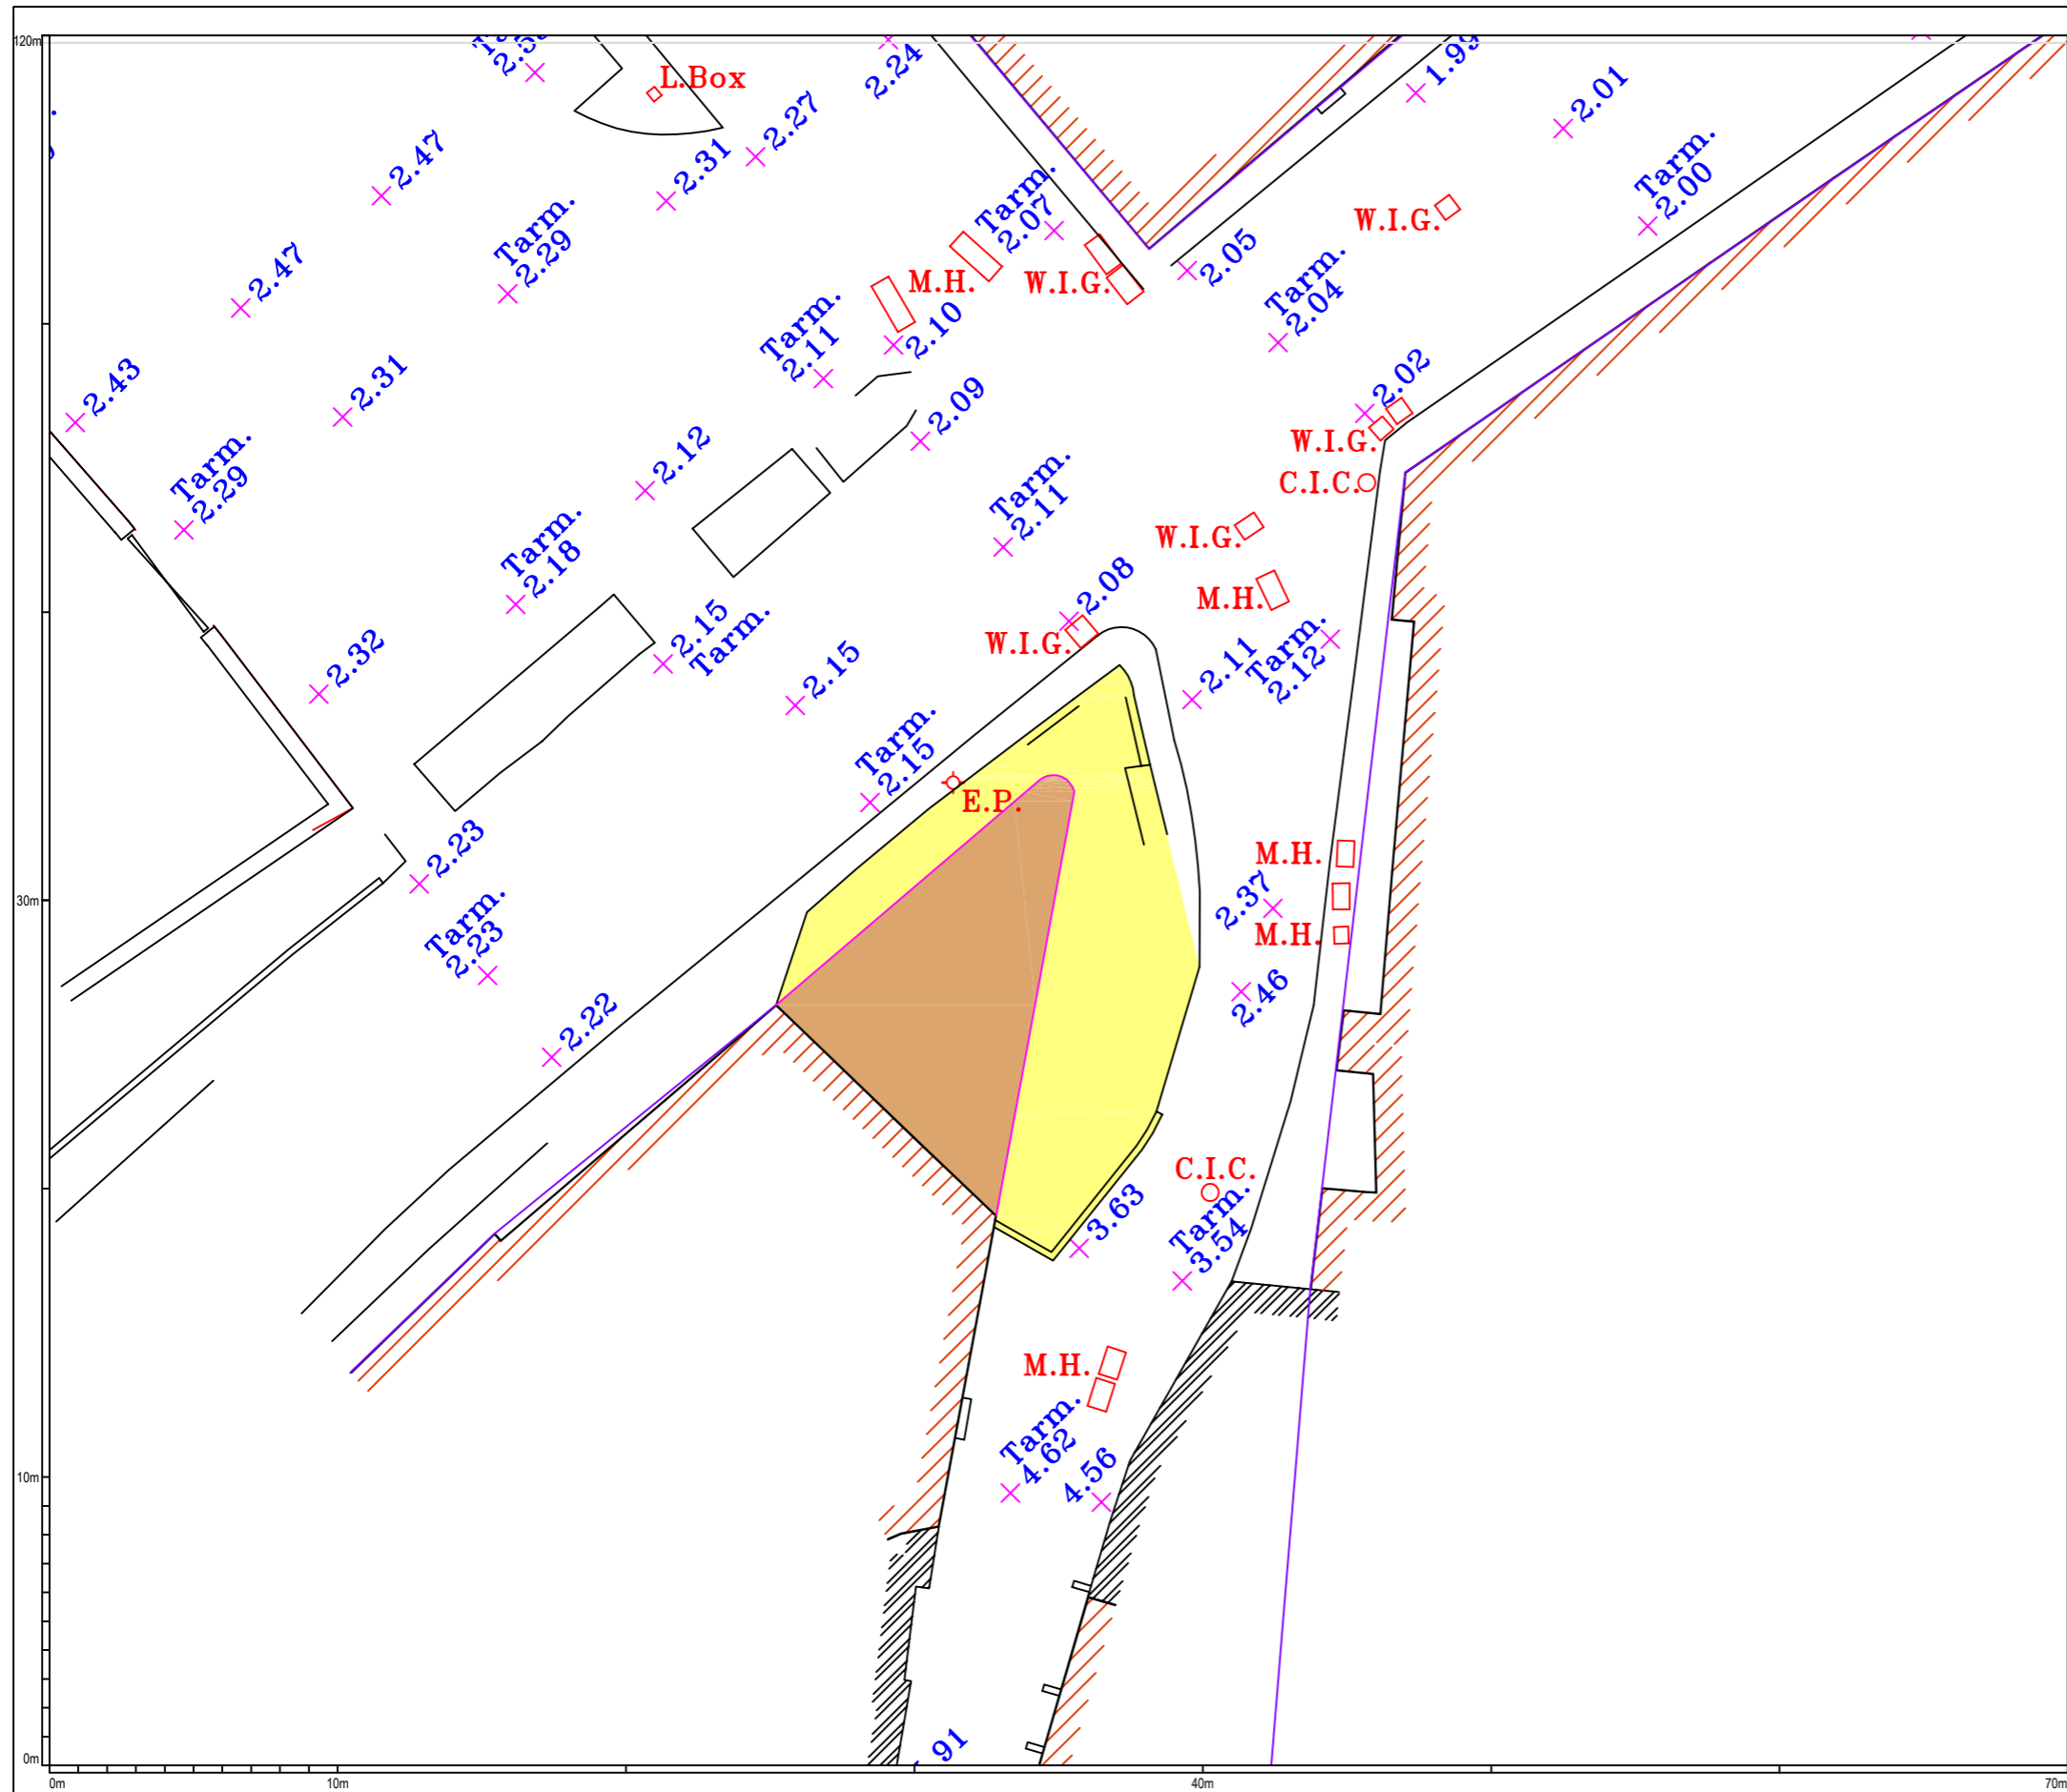 120m
2.24
1.99
L.Box
2.27
2.01
2.47
2.31
Tarm.
2.00
Tarm.
2.07
W.I.G.
Tarm.
2.29
2.05
2.47
M.H.
W.I.G.
Tarm.
2.04
Tarm.
2.11
2.10
2.43
2.31
2.09
2.02
W.I.G.
2.12
Tarm.
2.29
C.I.C.
Tarm.
2.11
W.I.G.
Tarm.
2.18
2.08
M.H.
2.15
Tarm.
2.32
W.I.G.
2.11
Tarm.
2.12
2.15
Tarm.
2.15
E.P.
2.23
M.H.
30m
2.37
Tarm.
2.23
M.H.
2.46
2.22
C.I.C.
3.63
Tarm.
3.54
M.H.
Tarm.
4.62
4.56
10m
0m
0m
10m
40m
70m